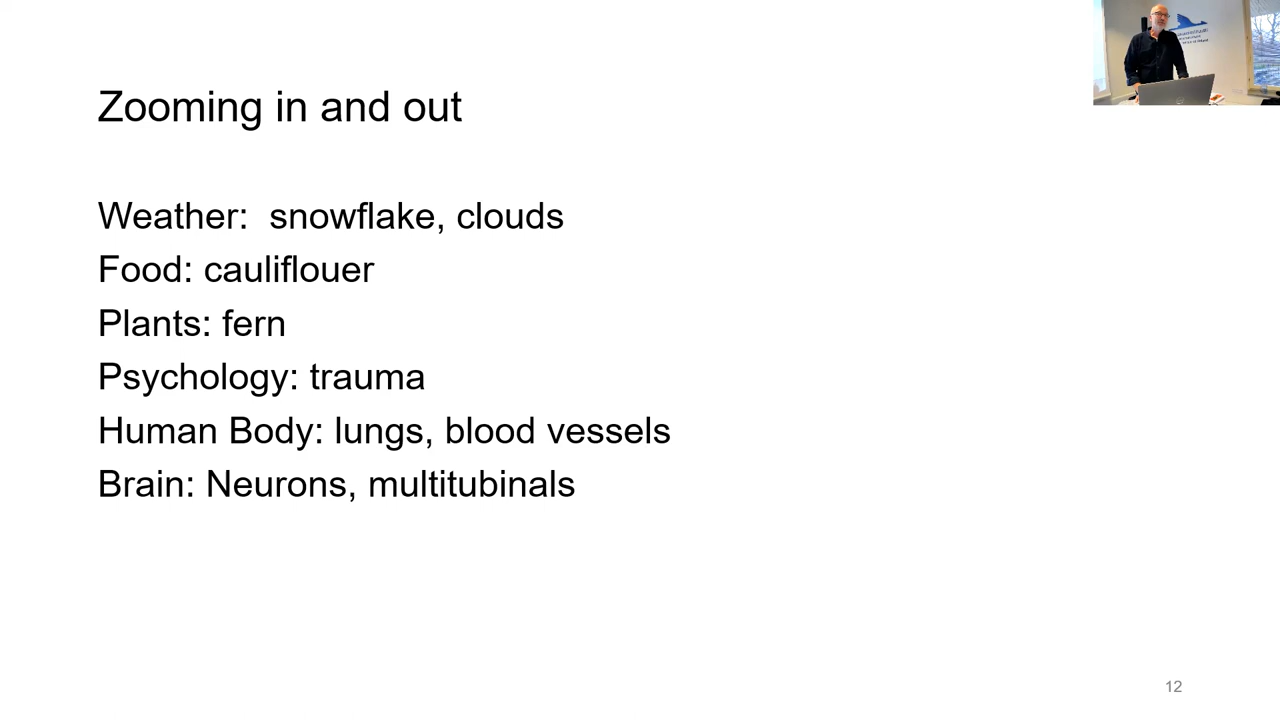 Zooming in and out
Weather:  snowflake, clouds
Food: cauliflouer
Plants: fern
Psychology: trauma
Human Body: lungs, blood vessels
Brain: Neurons, multitubinals
12